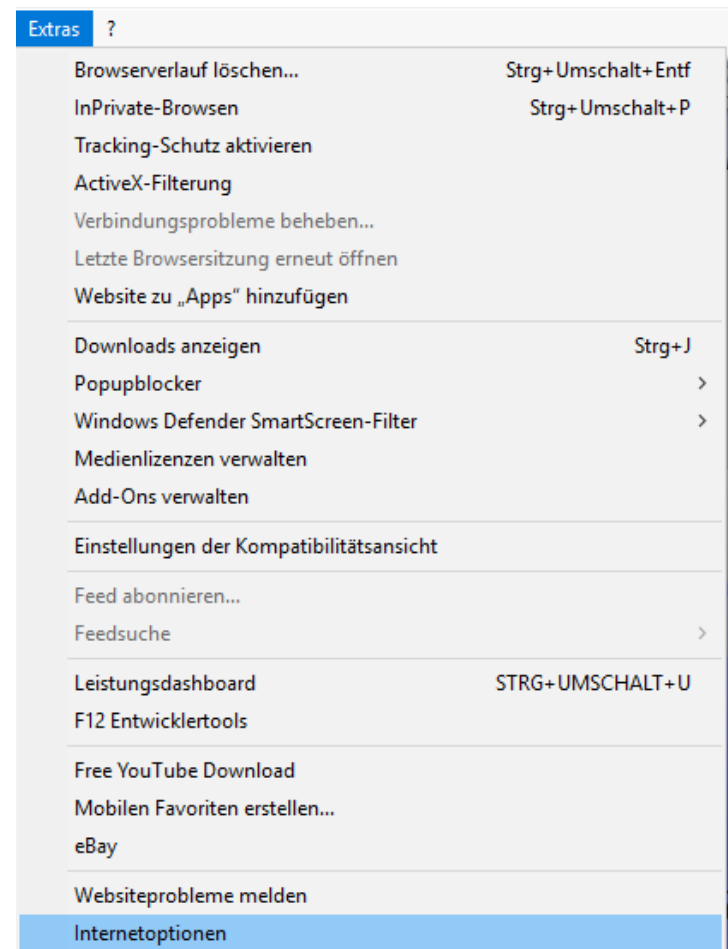 Extras ?
Browserverlauf löschen... Strg+Umschalt+Entf
InPrivate-Browsen Strg+Umschalt+P
Tracking-Schutz aktivieren
ActiveX-Filterung
Verbindungsprobleme beheben...
Letzte Browsersitzung erneut öffnen
Website zu „Apps“ hinzufügen
Downloads anzeigen Strg+J
Popupblocker
Windows Defender SmartScreen-Filter
Medienlizenzen verwalten
Add-Ons verwalten
Einstellungen der Kompatibilitätsansicht
Feed abonnieren...
Feedsuche
Leistungsdashboard STRG+UMSCHALT+U
F12 Entwicklertools
Free YouTube Download
Mobilen Favoriten erstellen...
eBay
Websiteprobleme melden
Internetoptionen